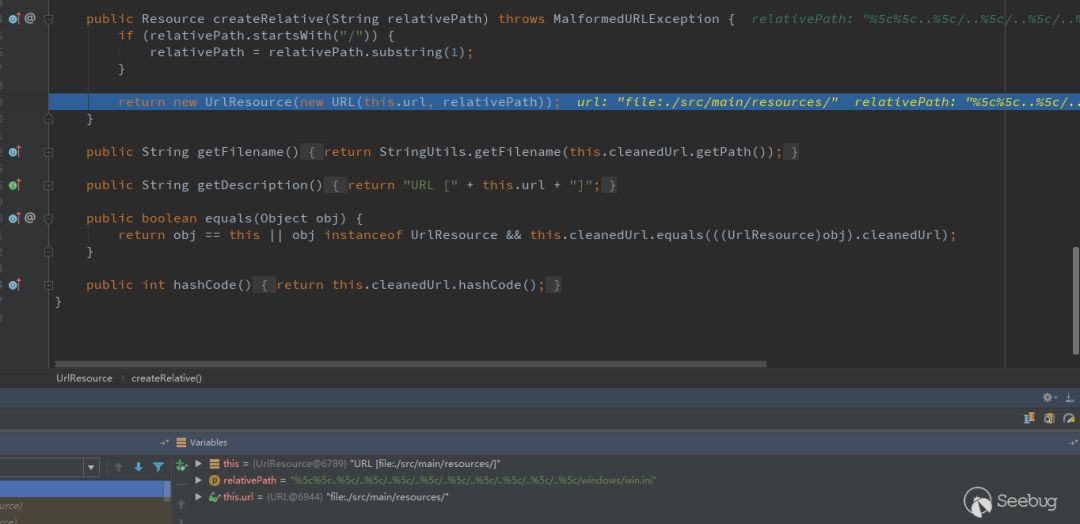 public Resource createRelative(String relativePath) throws MalformedURLException { relativePath: "%5c%5c..%5c/..%5c/..%5c/..%
if (relativePath.startsWith("/")) {
relativePath = relativePath.substring(1);
}
return new UrlResource(new URL(this.url, relativePath)); url: "file:./src/main/resources/" relativePath: "%5c%5c..%5c/..
}
public String getFilename() { return StringUtils.getFilename(this.cleanedUrl.getPath()); }
public String getDescription() { return "URL [" + this.url + "]"; }
public boolean equals(Object obj) {
return obj == this || obj instanceof UrlResource && this.cleanedUrl.equals(((UrlResource)obj).cleanedUrl);
}
public int hashCode() { return this.cleanedUrl.hashCode(); }
}
UrlResource › createRelative()
Variables
this = {UrlResource@6789} "URL [file:./src/main/resources/]"
relativePath = "%5c%5c..%5c/..%5c/..%5c/..%5c/..%5c/..%5c/..%5c/..%5c/..%5c/windows/win.ini"
this.url = {URL@6944} "file:./src/main/resources/"
ource)
Seebug